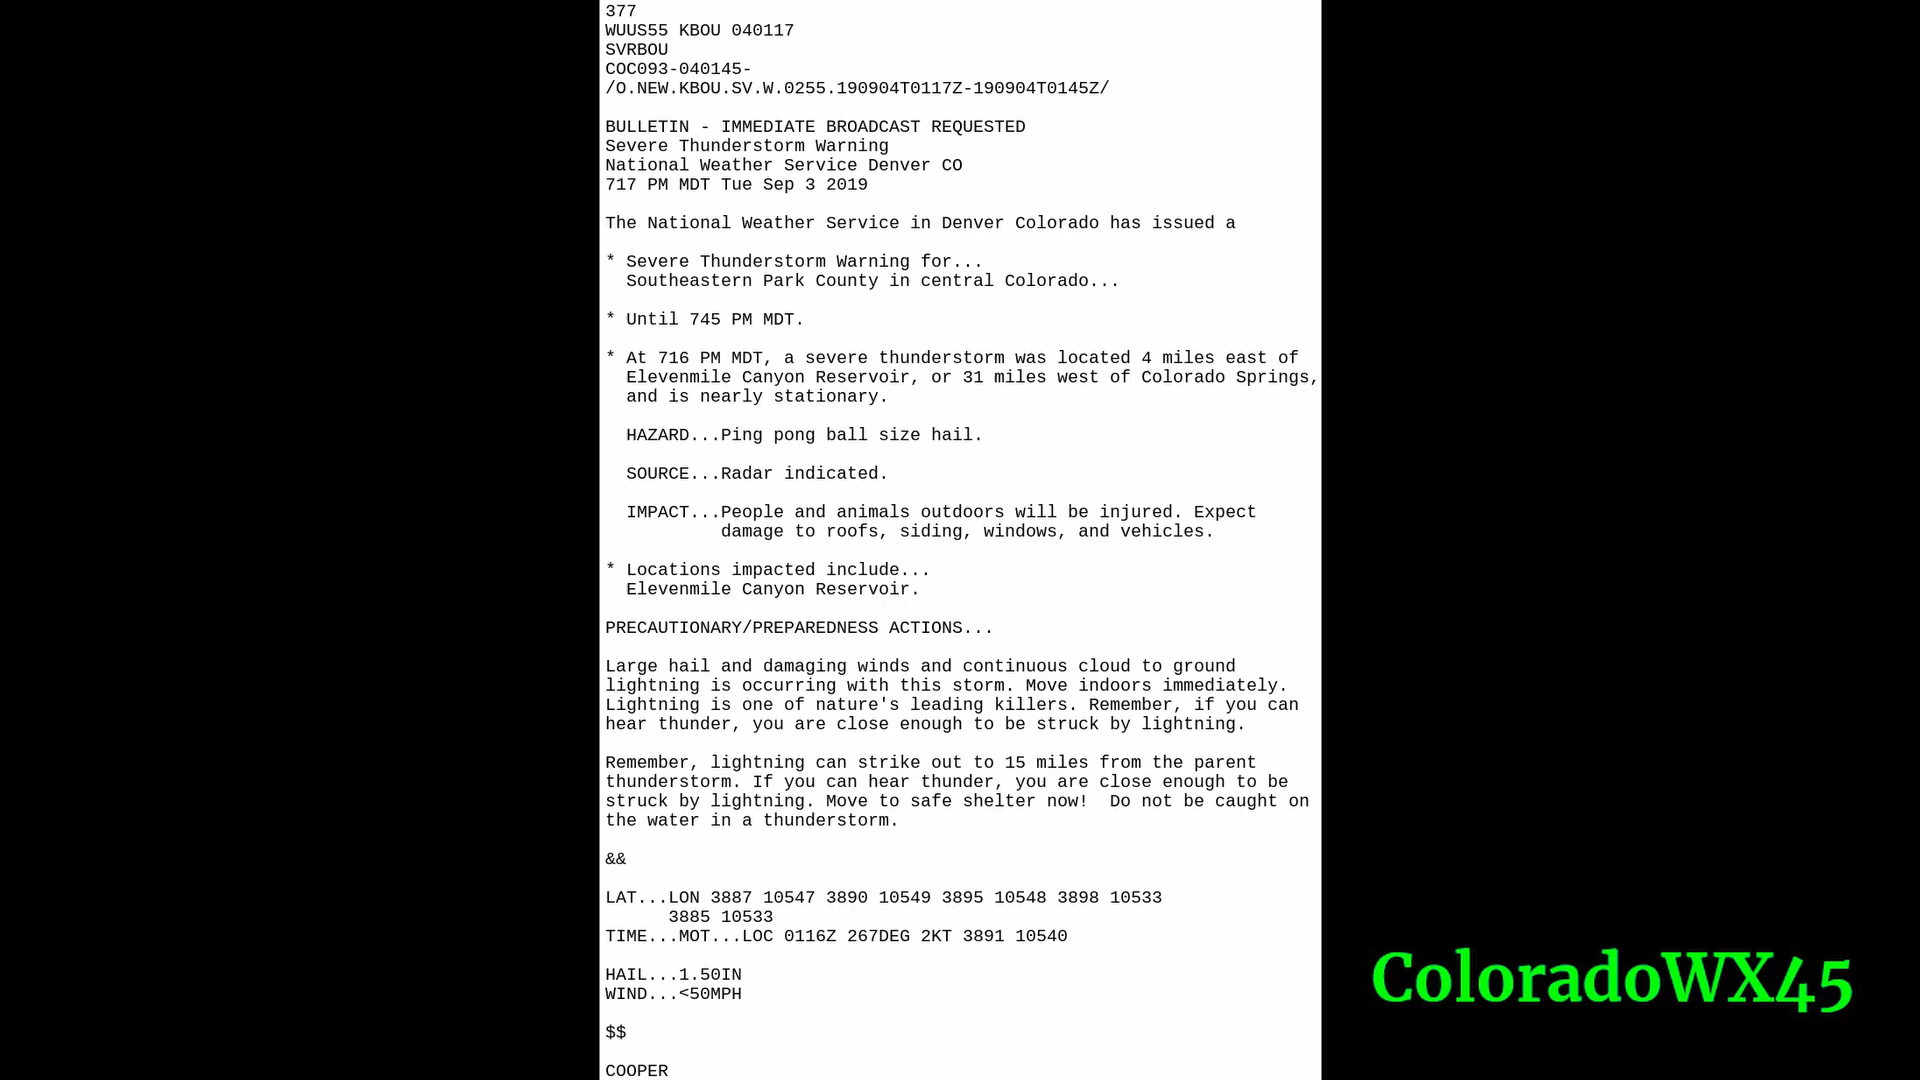 377
WUUS55 KBOU 040117
SVRBOU
COC093-040145-
/O.NEW.KBOU.SV.W.0255.190904T0117Z-190904T0145Z/
BULLETIN - IMMEDIATE BROADCAST REQUESTED
Severe Thunderstorm Warning
National Weather Service Denver CO
717 PM MDT Tue Sep 3 2019
The National Weather Service in Denver Colorado has issued a
* Severe Thunderstorm Warning for...
Southeastern Park County in central Colorado...
* Until 745 PM MDT.
* At 716 PM MDT, a severe thunderstorm was located 4 miles east of
Elevenmile Canyon Reservoir, or 31 miles west of Colorado Springs,
and is nearly stationary.
HAZARD...Ping pong ball size hail.
SOURCE...Radar indicated.
IMPACT...People and animals outdoors will be injured. Expect
damage to roofs, siding, windows, and vehicles.
* Locations impacted include...
Elevenmile Canyon Reservoir.
PRECAUTIONARY/PREPAREDNESS ACTIONS...
Large hail and damaging winds and continuous cloud to ground
lightning is occurring with this storm. Move indoors immediately.
Lightning is one of nature's leading killers. Remember, if you can
hear thunder, you are close enough to be struck by lightning.
Remember, lightning can strike out to 15 miles from the parent
thunderstorm. If you can hear thunder, you are close enough to be
struck by lightning. Move to safe shelter now!  Do not be caught on
the water in a thunderstorm.
&&
LAT...LON 3887 10547 3890 10549 3895 10548 3898 10533
3885 10533
TIME...MOT...LOC 0116Z 267DEG 2KT 3891 10540
HAIL...1.50IN
WIND...<50MPH
$$
COOPER
ColoradoWX45